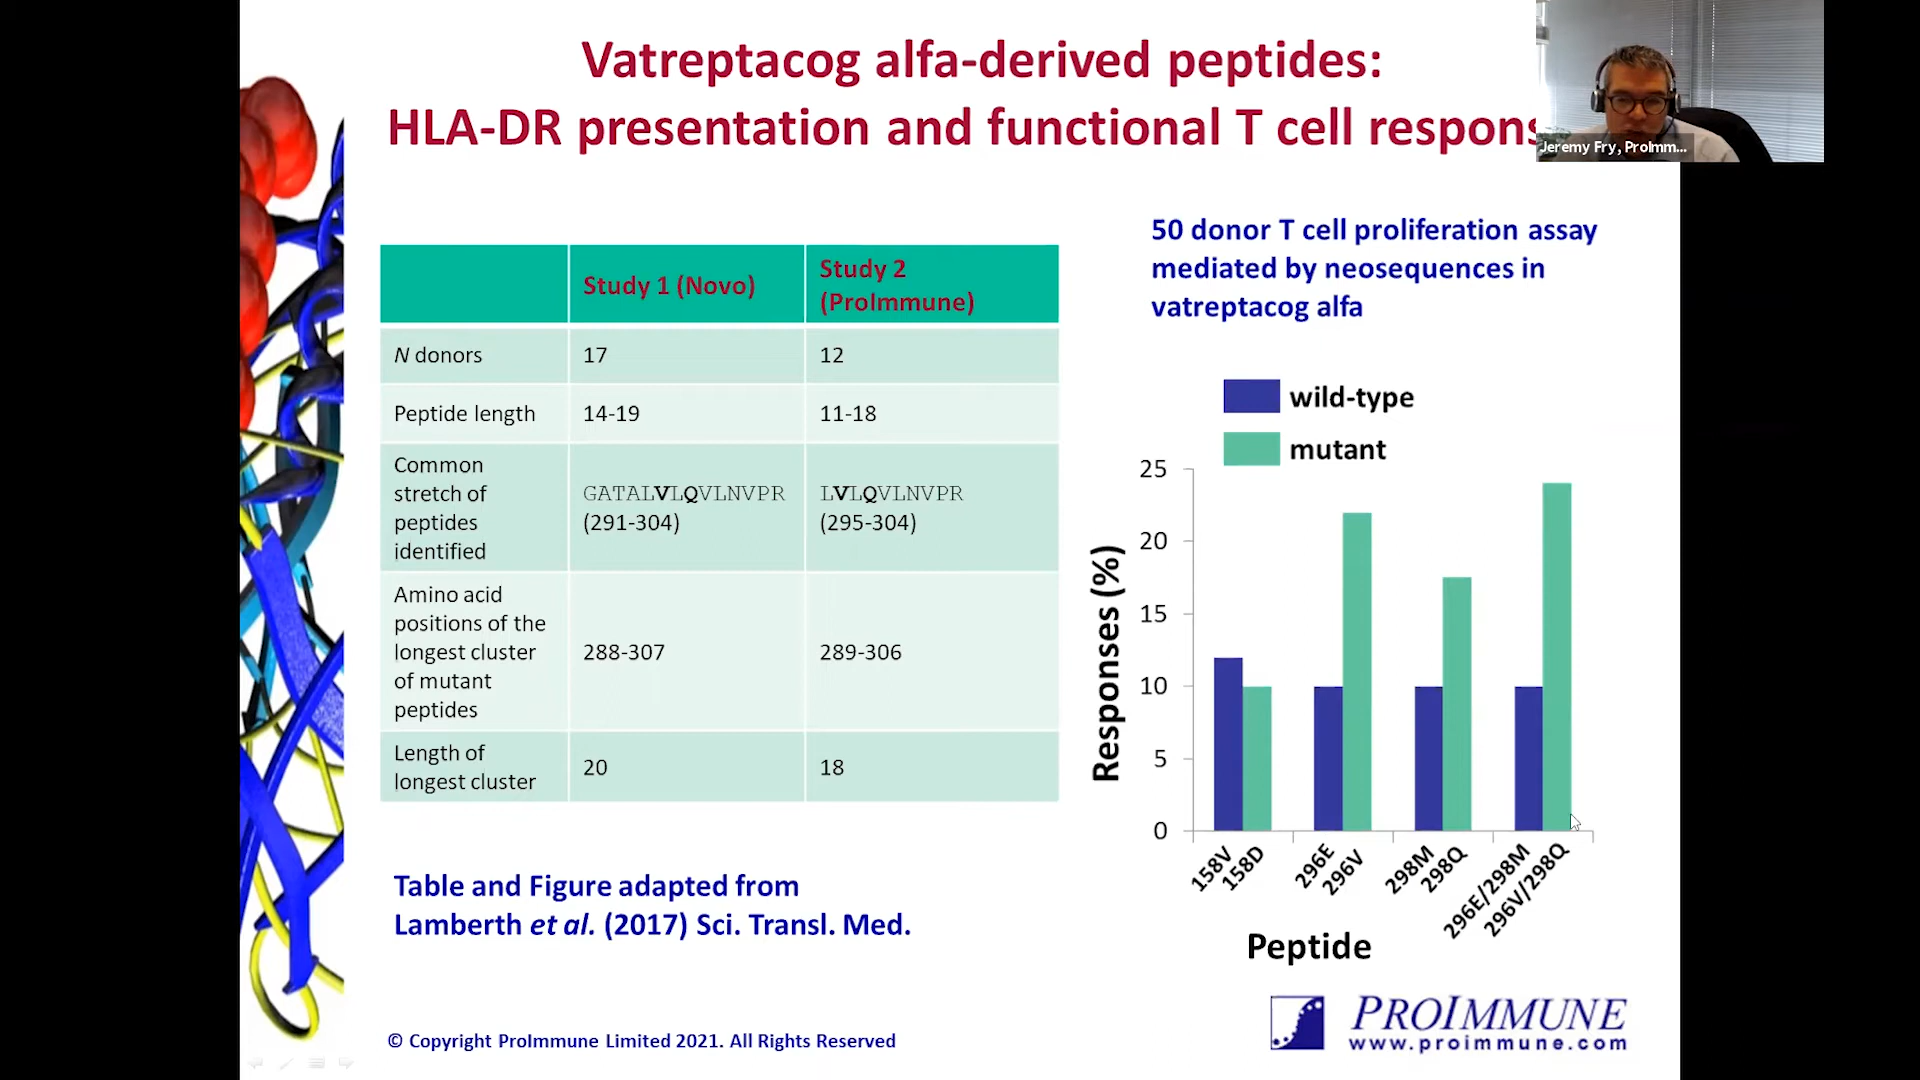 Vatreptacog alfa-derived peptides:
HLA-DR presentation and functional T cell respons
Jeremy Fry, ProImm...
Study 1 (Novo)
Study 2
(ProImmune)
N donors
17
12
Peptide length
14-19
11-18
Common
stretch of
peptides
identified
GATALVLQVLNVPR
(291-304)
LVLQVLNVPR
(295-304)
Amino acid
positions of the
longest cluster
of mutant
peptides
288-307
289-306
Length of
longest cluster
20
18
Table and Figure adapted from
Lamberth et al. (2017) Sci. Transl. Med.
50 donor T cell proliferation assay
mediated by neosequences in
vatreptacog alfa
wild-type
mutant
Responses (%)
25
20
15
10
5
0
158V
158D
296E
296V
298M
298Q
296E/298M
296V/298Q
Peptide
© Copyright ProImmune Limited 2021. All Rights Reserved
PROIMMUNE
www.proimmune.com